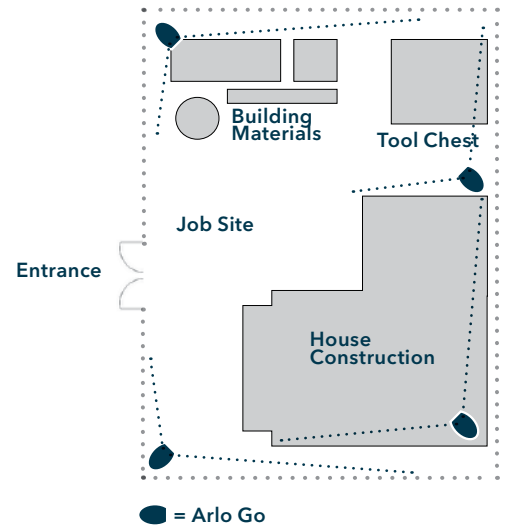 Building
Materials
Tool Chest
Job Site
Entrance
House
Construction
= Arlo Go